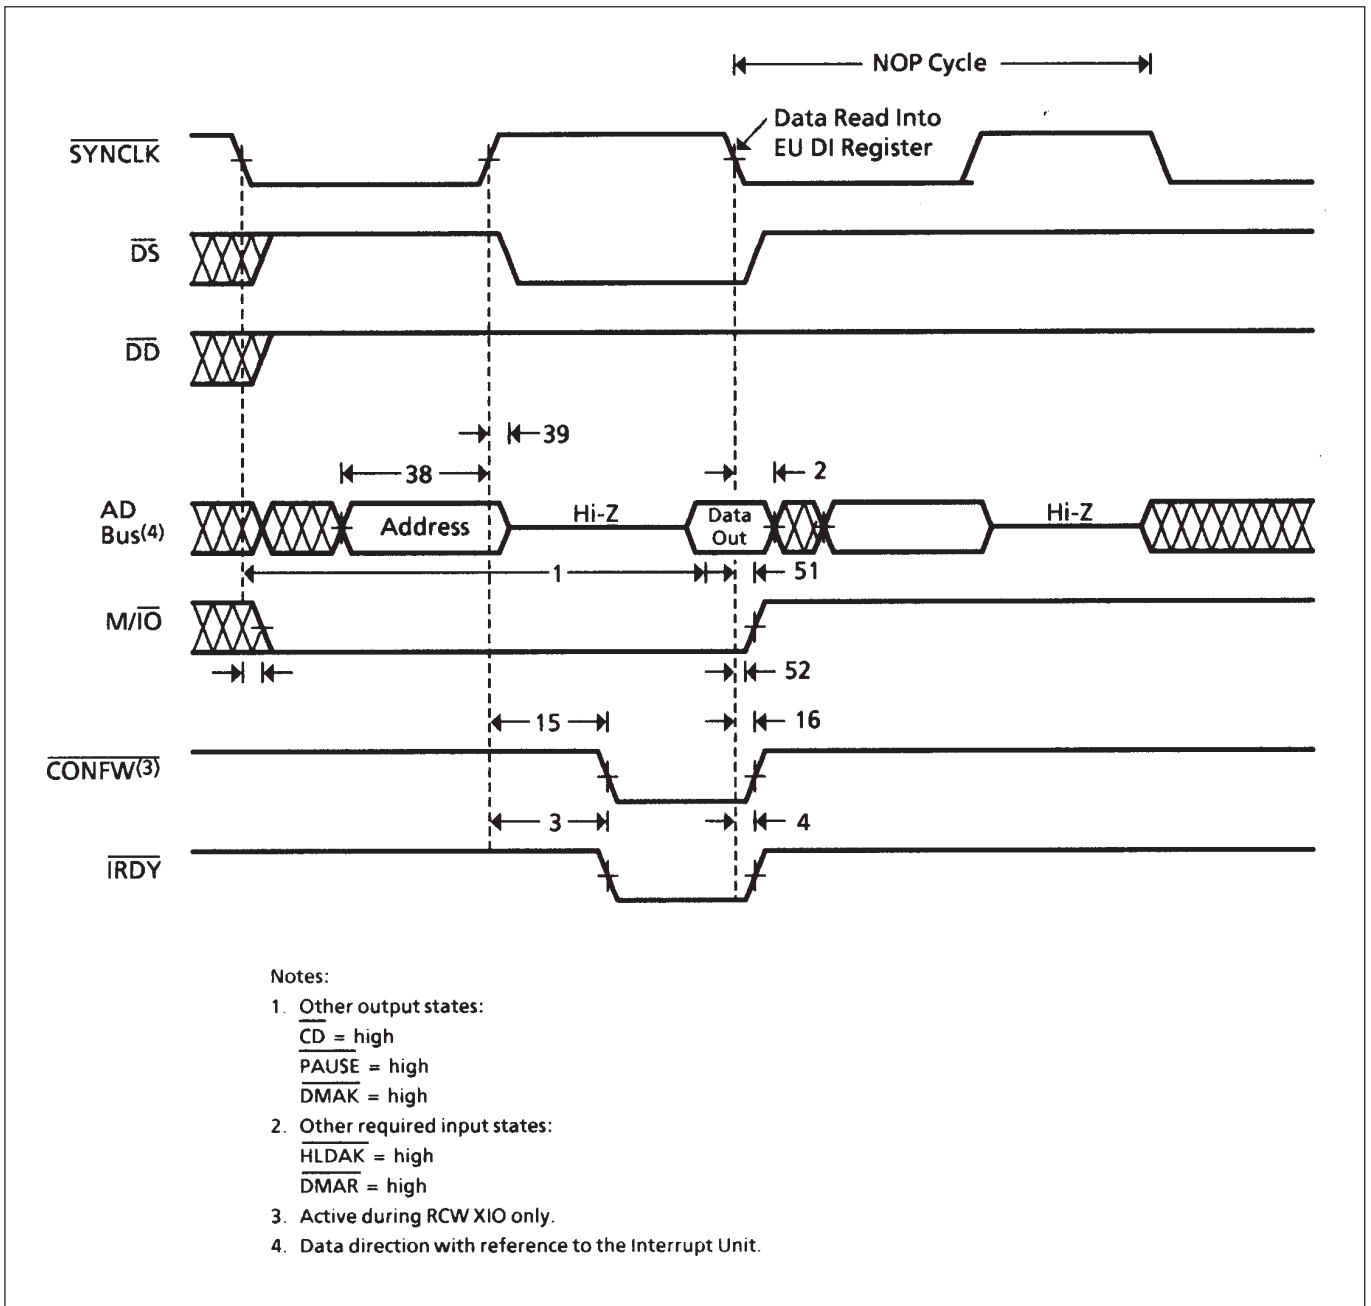 NOP Cycle
Data Read Into
EU DI Register
SYNCLK
DS
DD
39
38
2
AD
Bus(4)
Address
Hi-Z
Data
Out
Hi-Z
1
51
M/IO
52
15
16
CONFW(3)
3
4
IRDY
Notes:
1. Other output states:
CD = high
PAUSE = high
DMAK = high
2. Other required input states:
HLDAK = high
DMAR = high
3. Active during RCW XIO only.
4. Data direction with reference to the Interrupt Unit.